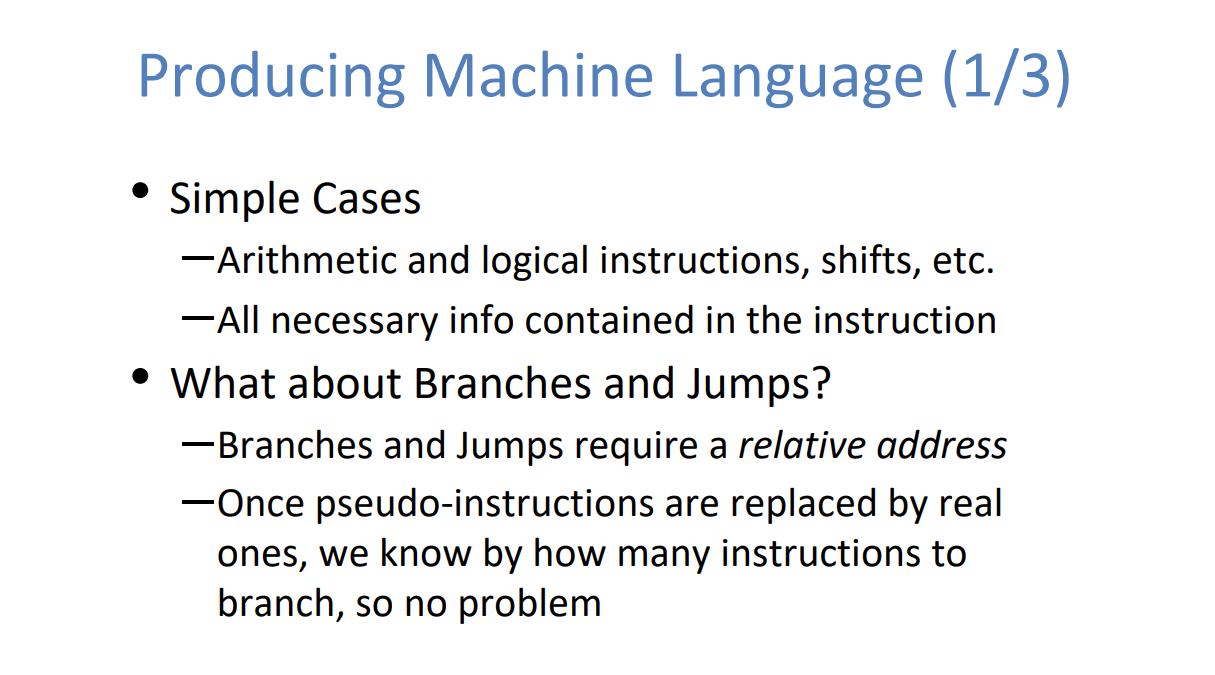 Producing Machine Language (1/3)
• Simple Cases
—Arithmetic and logical instructions, shifts, etc.
—All necessary info contained in the instruction
• What about Branches and Jumps?
—Branches and Jumps require a relative address
—Once pseudo-instructions are replaced by real
ones, we know by how many instructions to
branch, so no problem